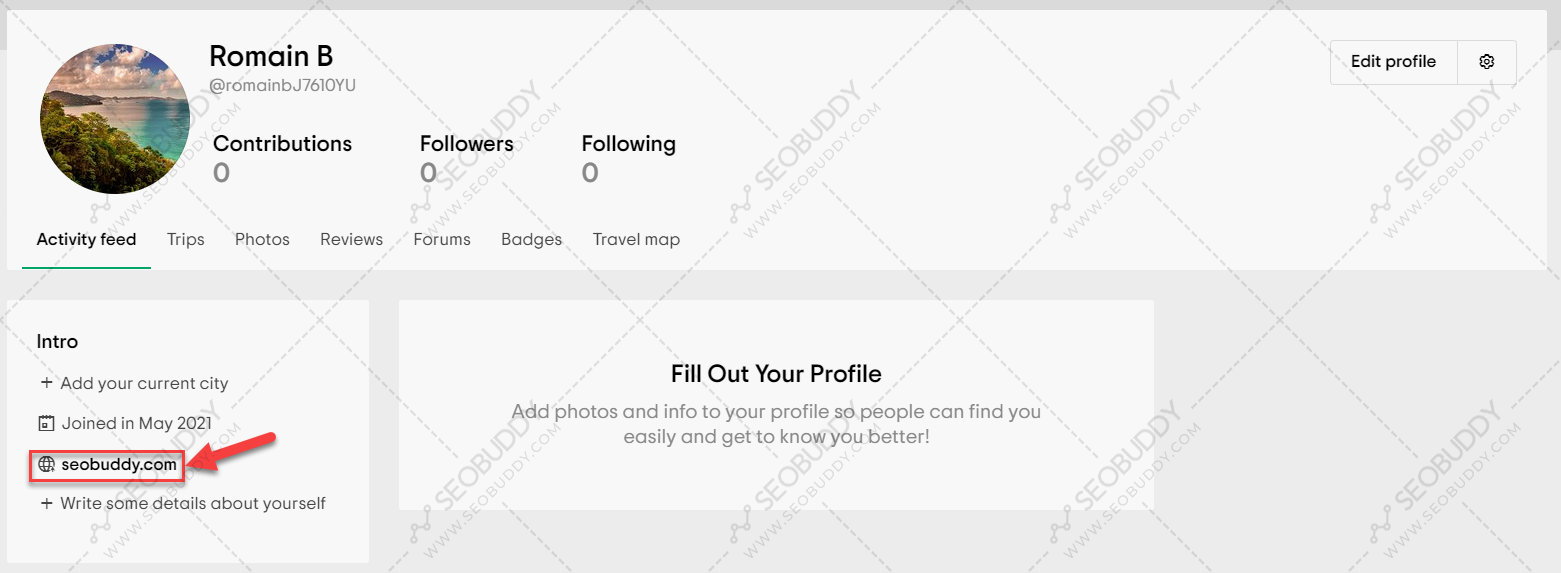 Romain B
@romainbJ7610YU
Edit profile
Contributions
Followers
Following
0
0
0
Activity feed
Trips
Photos
Reviews
Forums
Badges
Travel map
Intro
+ Add your current city
Joined in May 2021
seobuddy.com
+ Write some details about yourself
Fill Out Your Profile
Add photos and info to your profile so people can find you
easily and get to know you better!
SEOBUDDY
WWW.SEOBUDDY.COM